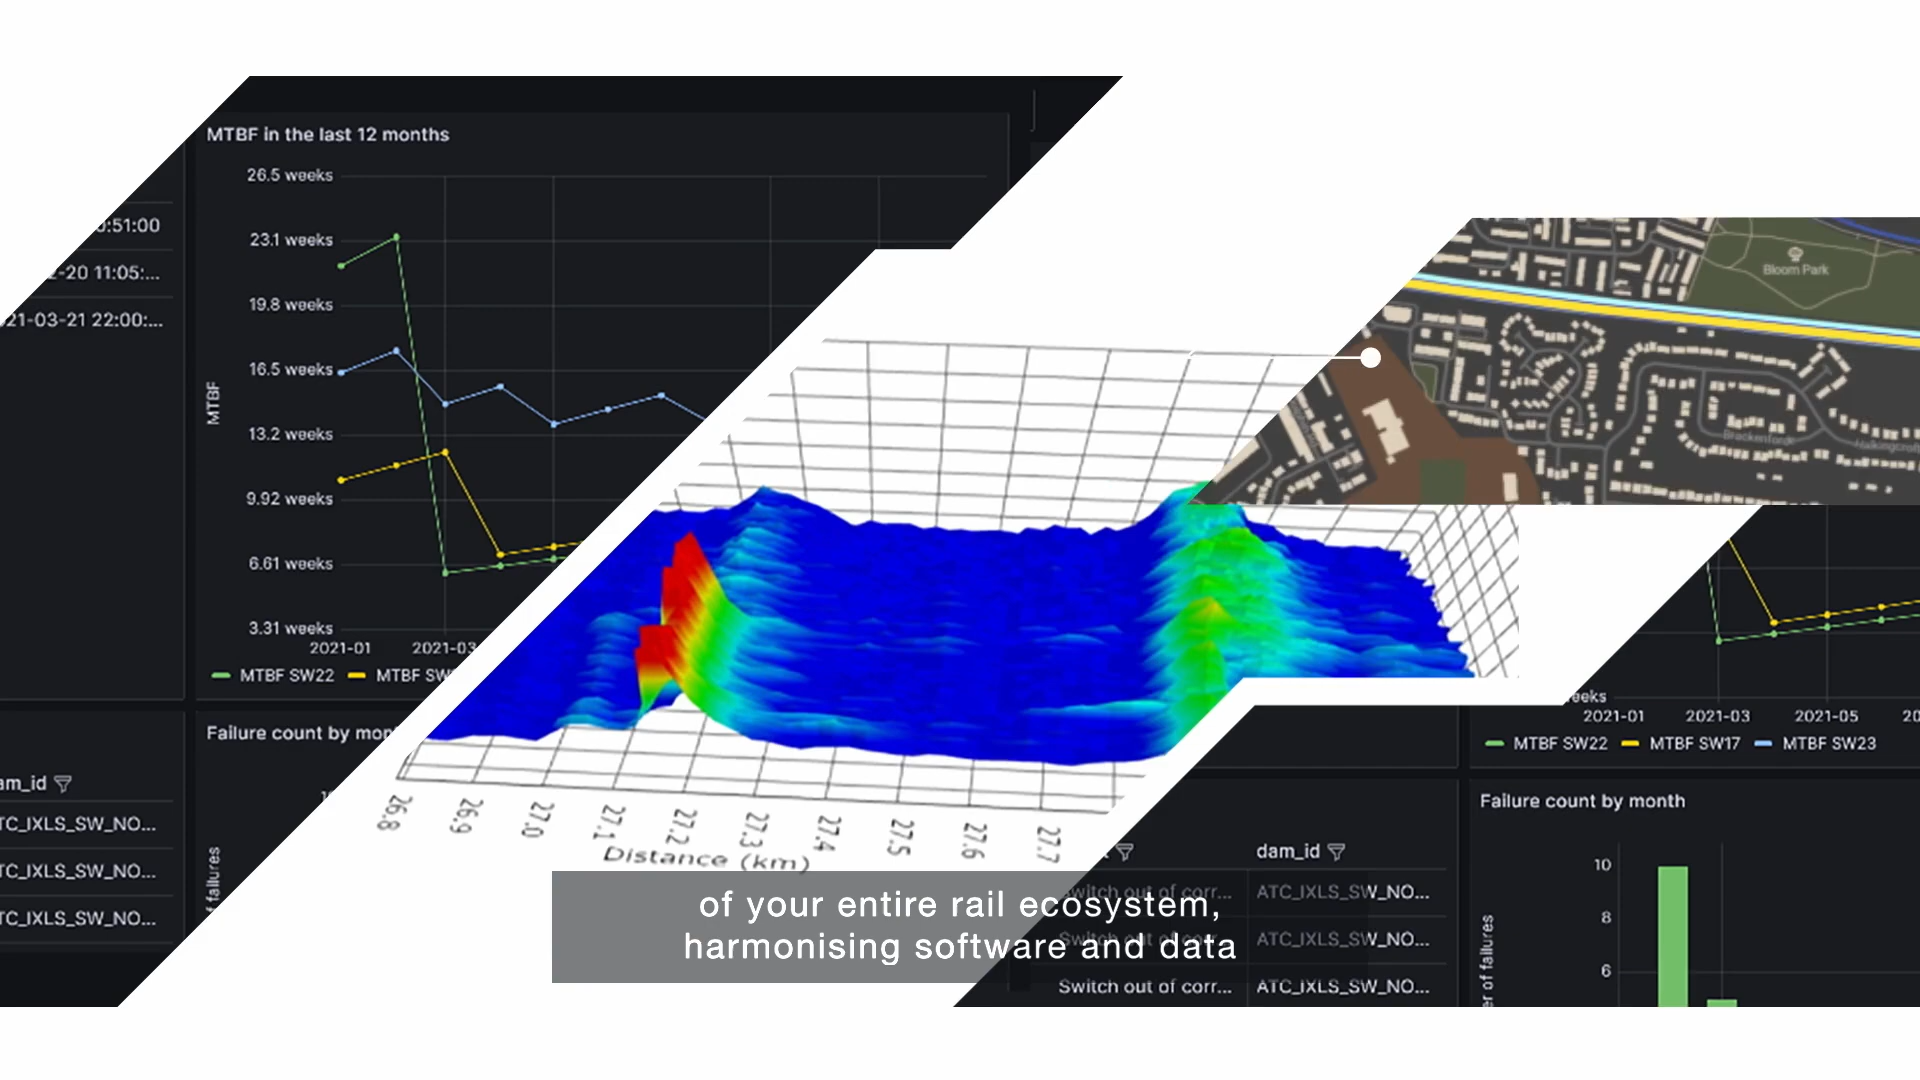 MTBF in the last 12 months
26.5 weeks
23.1 weeks
19.8 weeks
16.5 weeks
13.2 weeks
9.92 weeks
6.61 weeks
3.31 weeks
MTBF
2021-01 2021-03
MTBF SW22 MTBF
:51:00
-20 11:05:...
21-03-21 22:00:...
Failure count by
am_id
TC_IXLS_SW_NO...
TC_IXLS_SW_NO...
TC_IXLS_SW_NO...
failures
26.8 26.9 27.0 27.1 27.2 27.3 27.4 27.5 27.6 27.7
Distance (km)
Bloom Park
eeks
2021-01 2021-03 2021-05
MTBF SW22 MTBF SW17 MTBF SW23
dam_id
Switch out of corr... ATC_IXLS_SW_NO...
Switch out of corr... ATC_IXLS_SW_NO...
Switch out of corr... ATC_IXLS_SW_NO...
Failure count by month
10
8
6
er of failures
of your entire rail ecosystem,
harmonising software and data